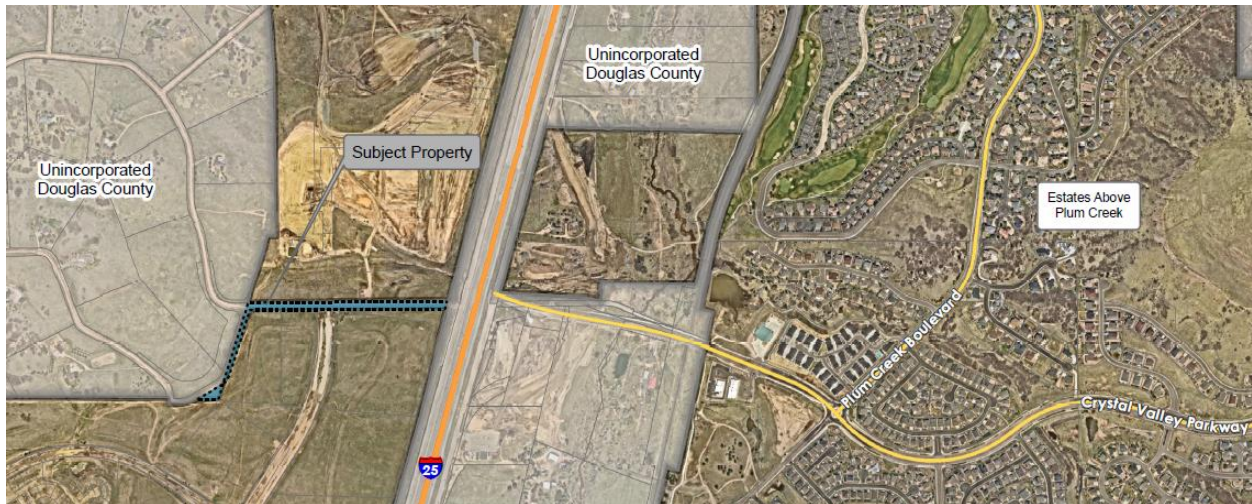 Unincorporated
Douglas County
Subject Property
Unincorporated
Douglas County
Estates Above
Plum Creek
Plum Creek Boulevard
Crystal Valley Parkway
25